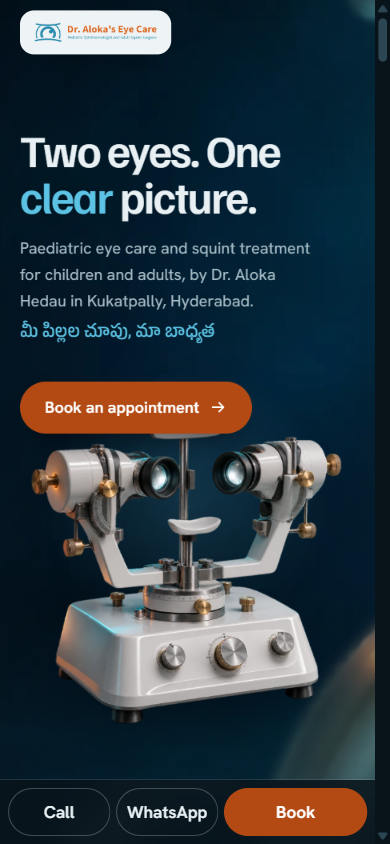 Dr. Aloka's Eye Care
Two eyes. One
clear picture.
Paediatric eye care and squint treatment
for children and adults, by Dr. Aloka
Hedau in Kukatpally, Hyderabad.
మీ పిల్లల చూపు, మా బాధ్యత
Book an appointment →
Call
WhatsApp
Book